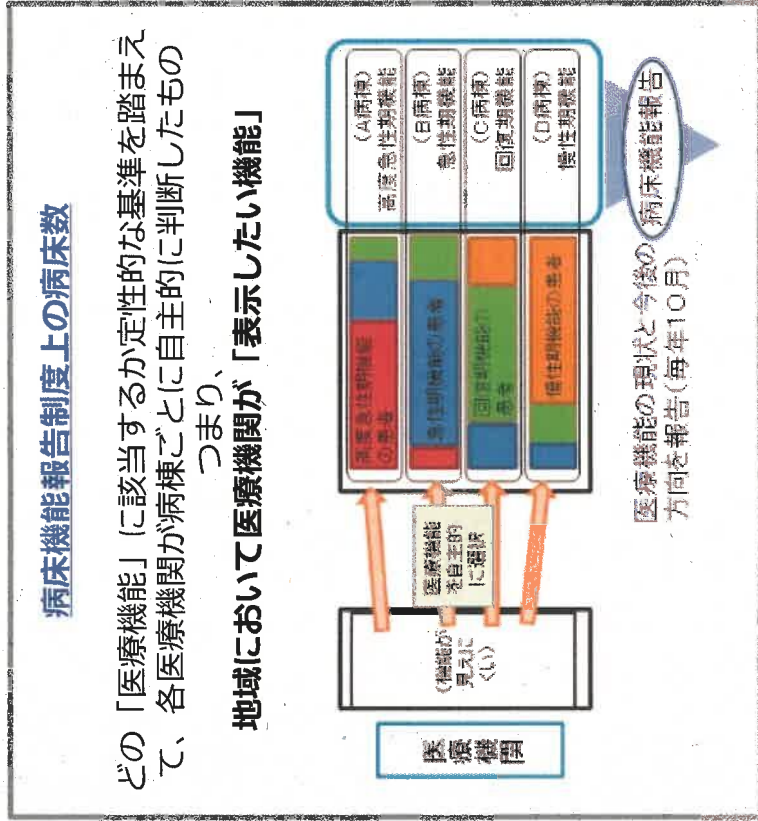 病床機能報告制度上の病床数
どの「医療機能」に該当するか定性的な基準を踏まえ
て、各医療機関が病棟ごとに自主的に判断したもの
つまり、
地域において医療機関が「表示したい機能」
医療
機関
(機能が
見えに
くい)
医療機能
を自主的
に選択
高度急性期機能
の患者
急性期機能の患者
回復期機能の
患者
慢性期機能の患者
(A病棟)
高度急性期機能
(B病棟)
急性期機能
(C病棟)
回復期機能
(D病棟)
慢性期機能
医療機能の現状と今後の
方向を報告(毎年10月)
病床機能報告